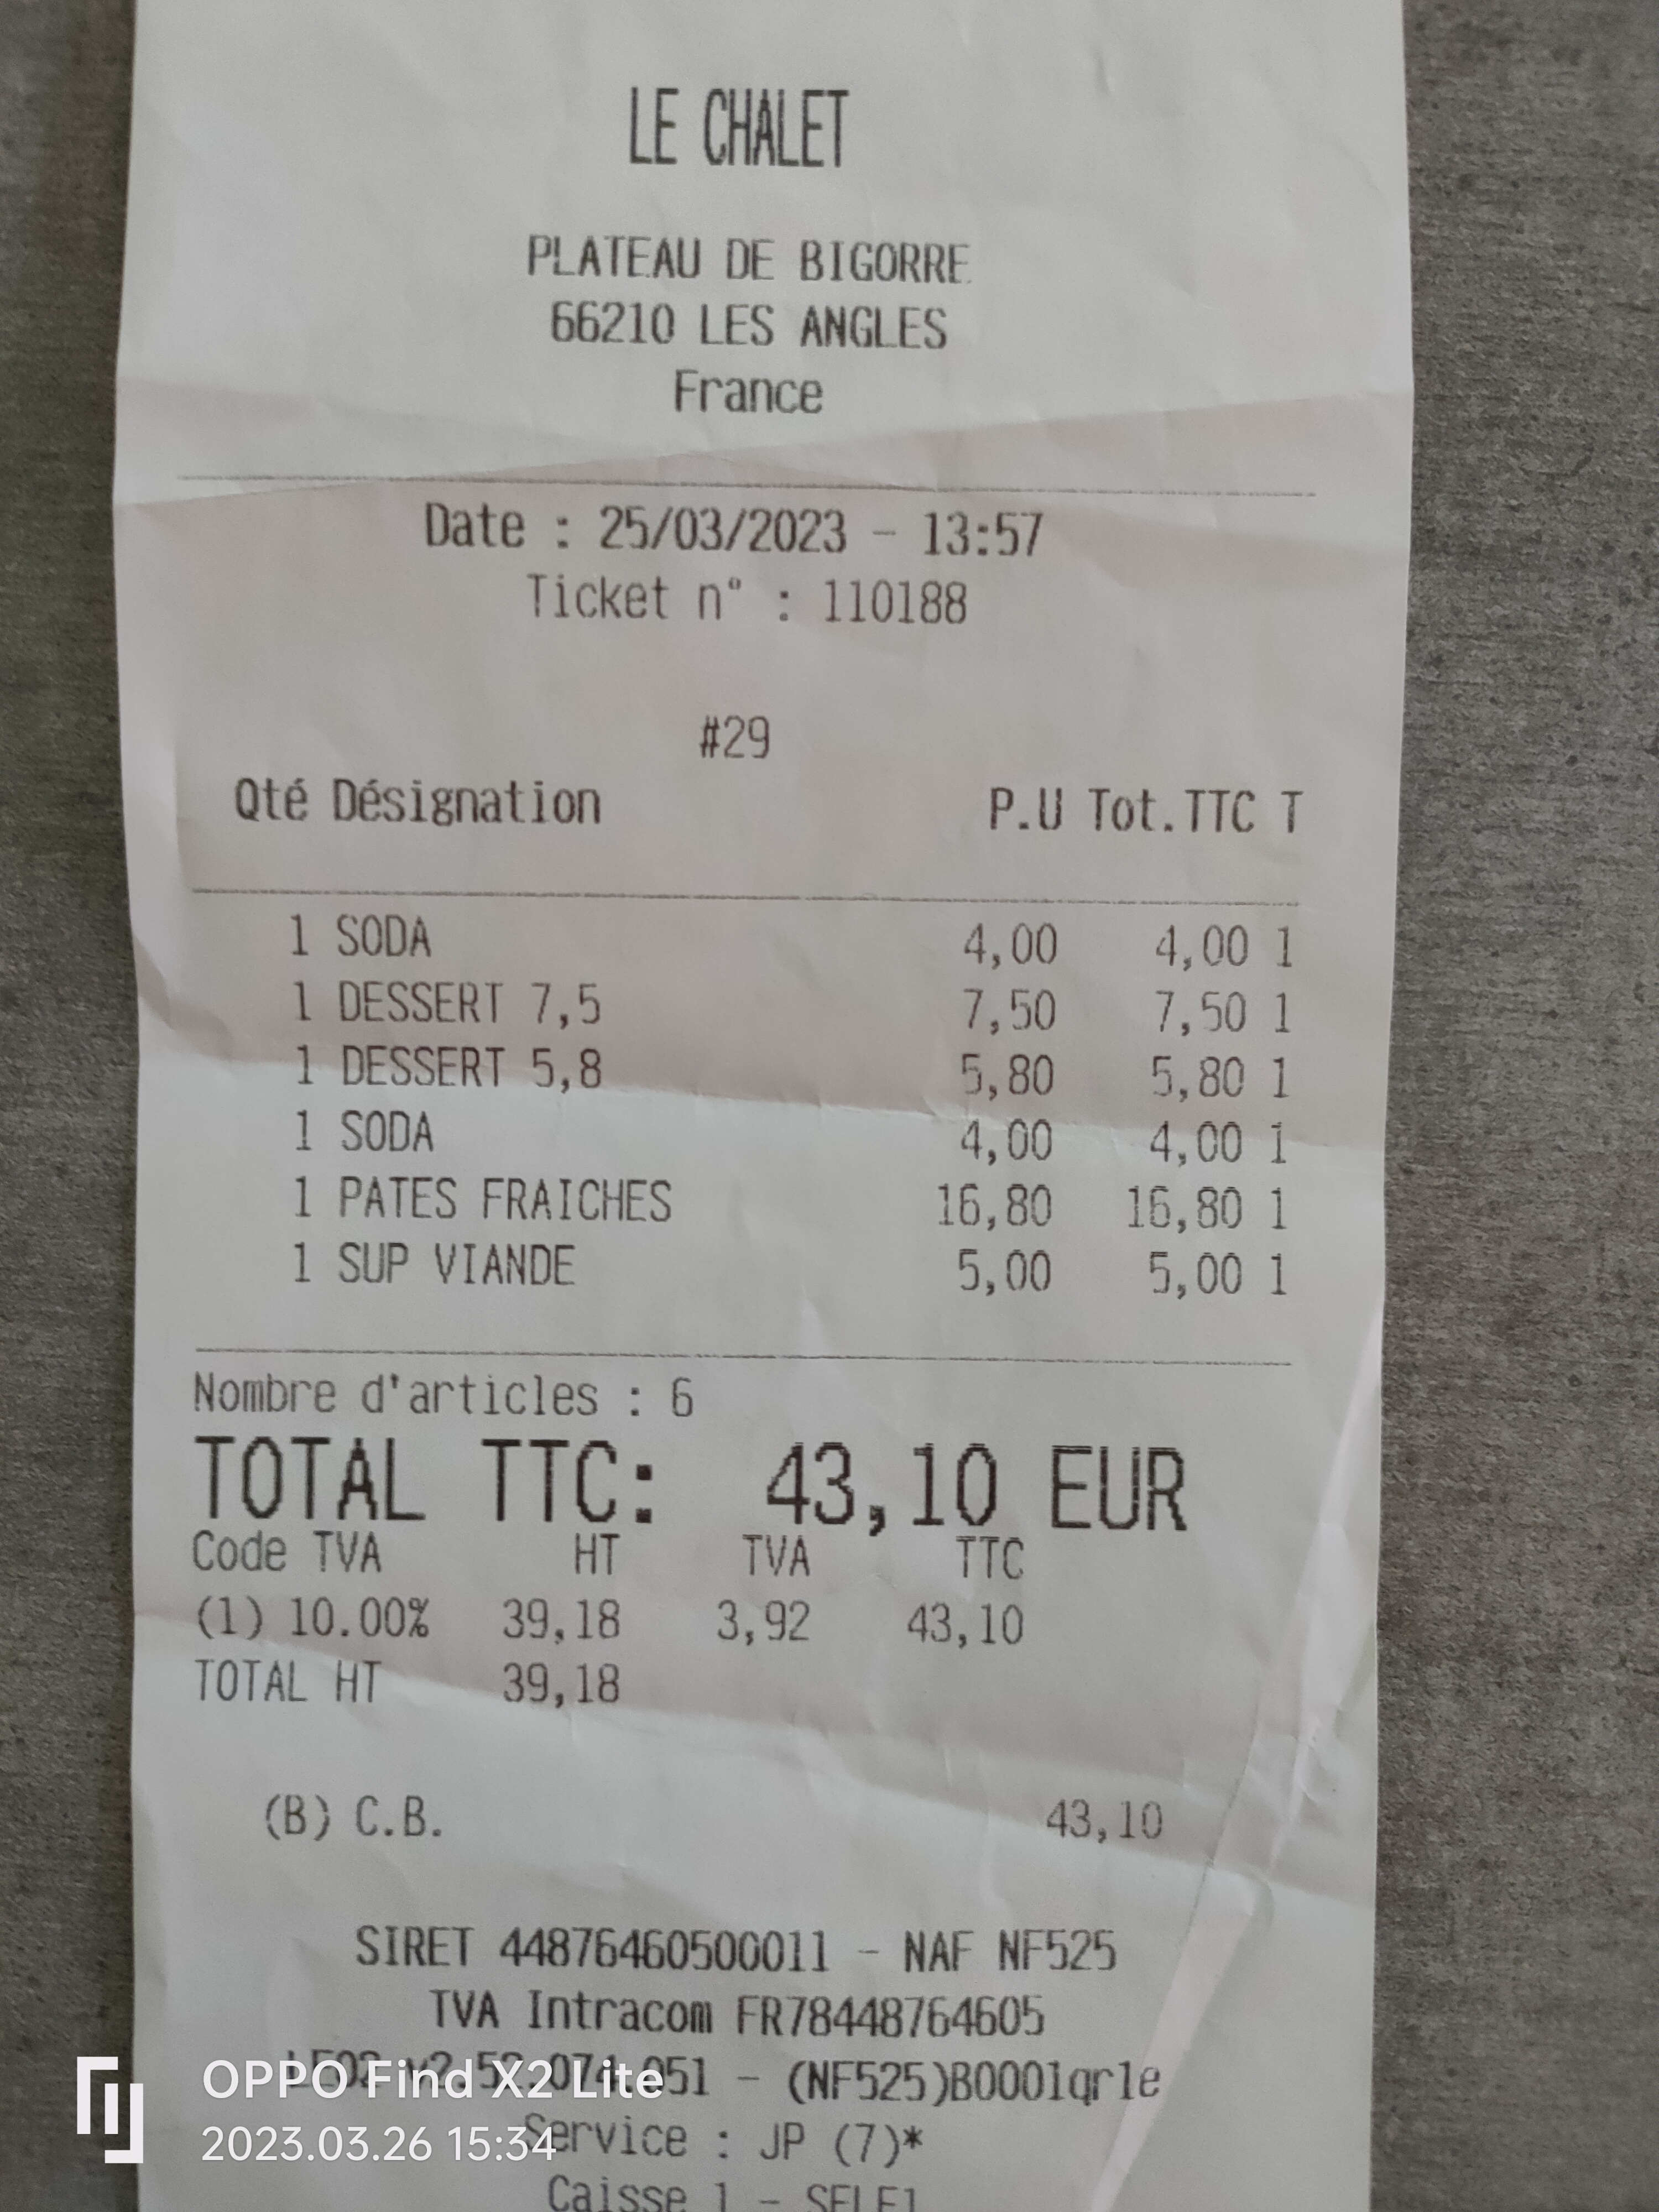 LE CHALET
PLATEAU DE BIGORRE
66210 LES ANGLES
France
Date : 25/03/2023 - 13:57
Ticket n° : 110188
#29
Qté Désignation P.U Tot.TTC T
1 SODA 4,00 4,00 1
1 DESSERT 7,5 7,50 7,50 1
1 DESSERT 5,8 5,80 5,80 1
1 SODA 4,00 4,00 1
1 PATES FRAICHES 16,80 16,80 1
1 SUP VIANDE 5,00 5,00 1
Nombre d'articles : 6
TOTAL TTC: 43,10 EUR
Code TVA HT TVA TTC
(1) 10.00% 39,18 3,92 43,10
TOTAL HT 39,18
(B) C.B. 43,10
SIRET 44876460500011 - NAF NF525
TVA Intracom FR78448764605
- (NF525)B0001qrle
Service : JP (7)*
Caisse 1 - SELF1
OPPO Find X2 Lite
2023.03.26 15:34